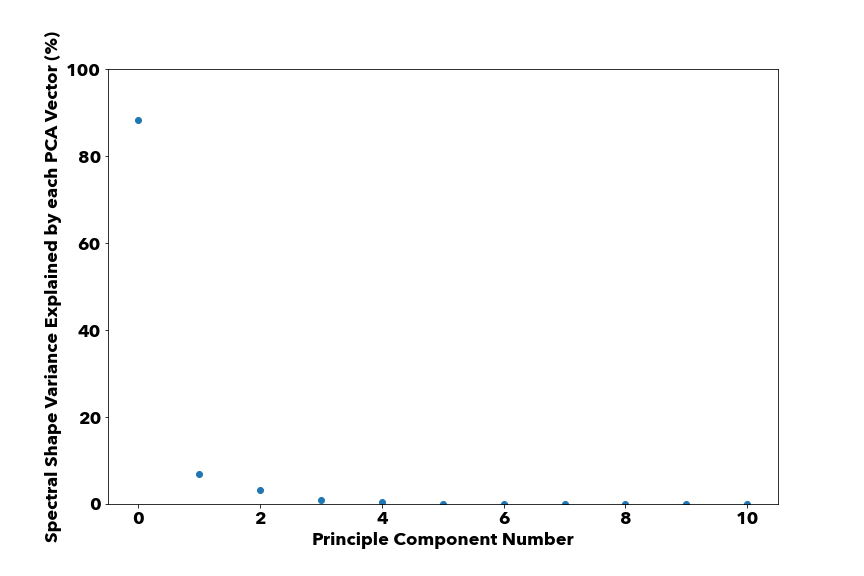 Spectral Shape Variance Explained by each PCA Vector (%)
100
80
60
40
20
0
0 2 4 6 8 10
Principle Component Number